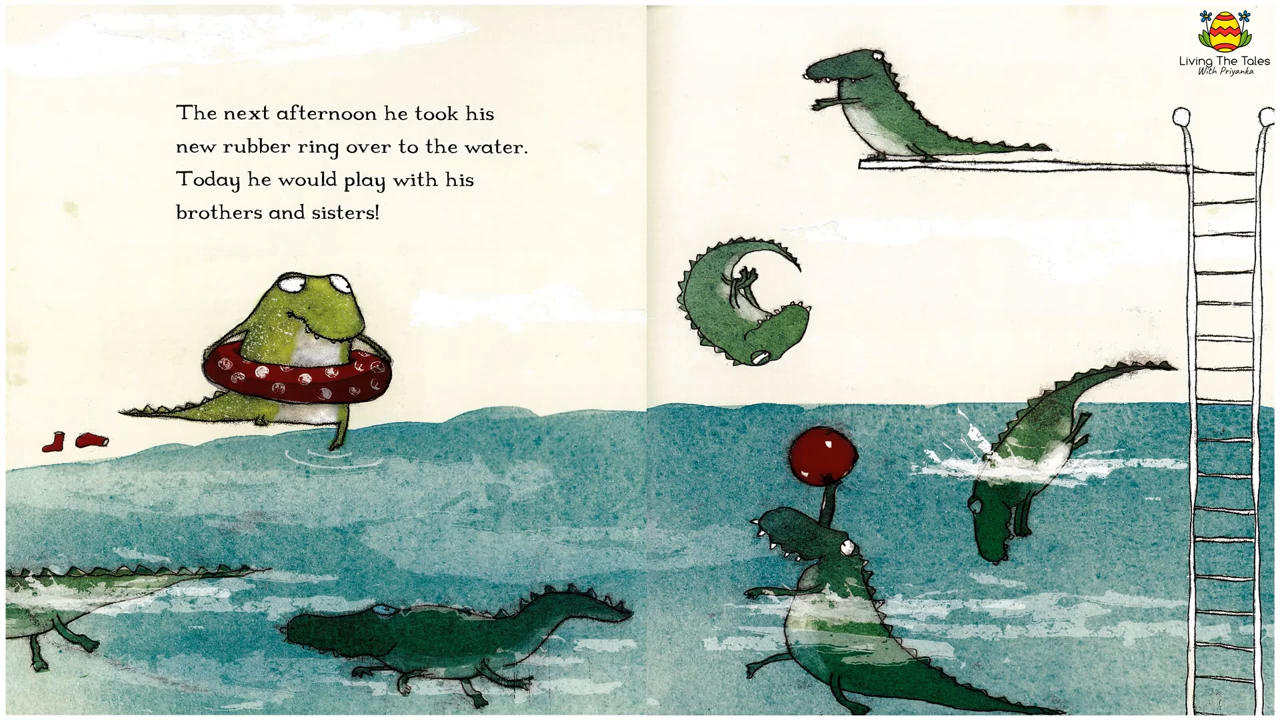 The next afternoon he took his
new rubber ring over to the water.
Today he would play with his
brothers and sisters!
Living The Tales
With Priyanka